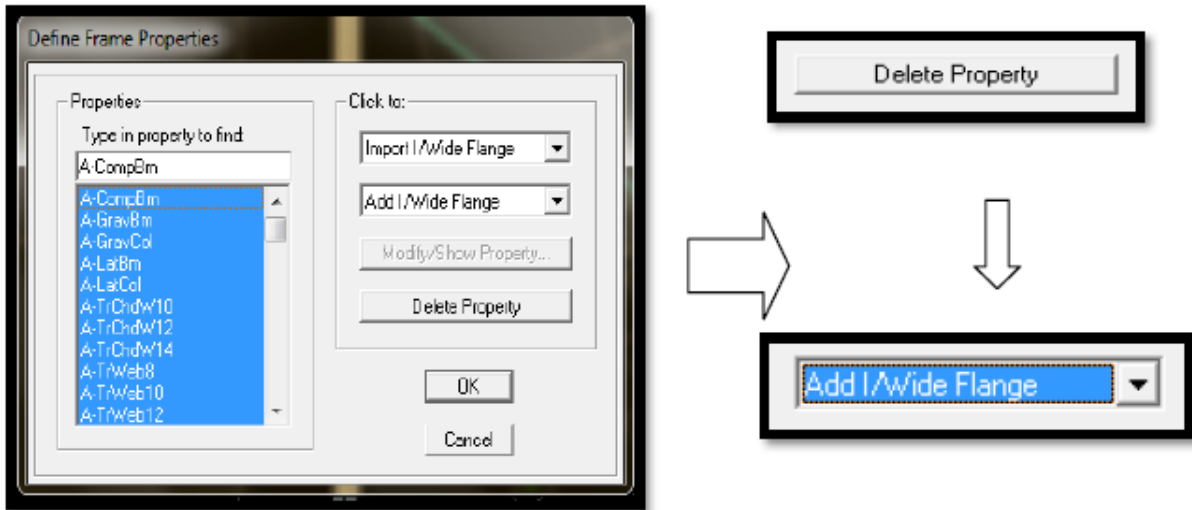 Define Frame Properties
Properties
Type in property to find:
A-CompBm
A-CompBm
A-GravBm
A-GravCol
A-LatBm
A-LatCol
A-TrChdW10
A-TrChdW12
A-TrChdW14
A-TrWeb8
A-TrWeb10
A-TrWeb12
Click to:
Import I/Wide Flange
Add I/Wide Flange
Modify/Show Property...
Delete Property
OK
Cancel
Delete Property
Add I/Wide Flange